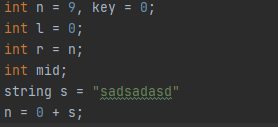 int n = 9, key = 0;
int l = 0;
int r = n;
int mid;
string s = "sadsadasd"
n = 0 + s;